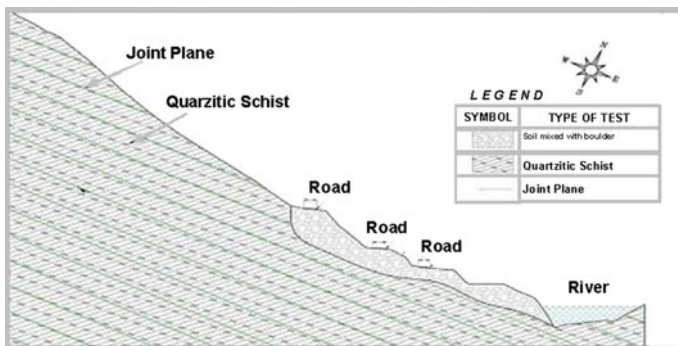 Joint Plane
Quarzitic Schist
N
W
E
S
LEGEND
SYMBOL TYPE OF TEST
Soil mixed with boulder
Quartzitic Schist
Joint Plane
Road
Road
Road
River